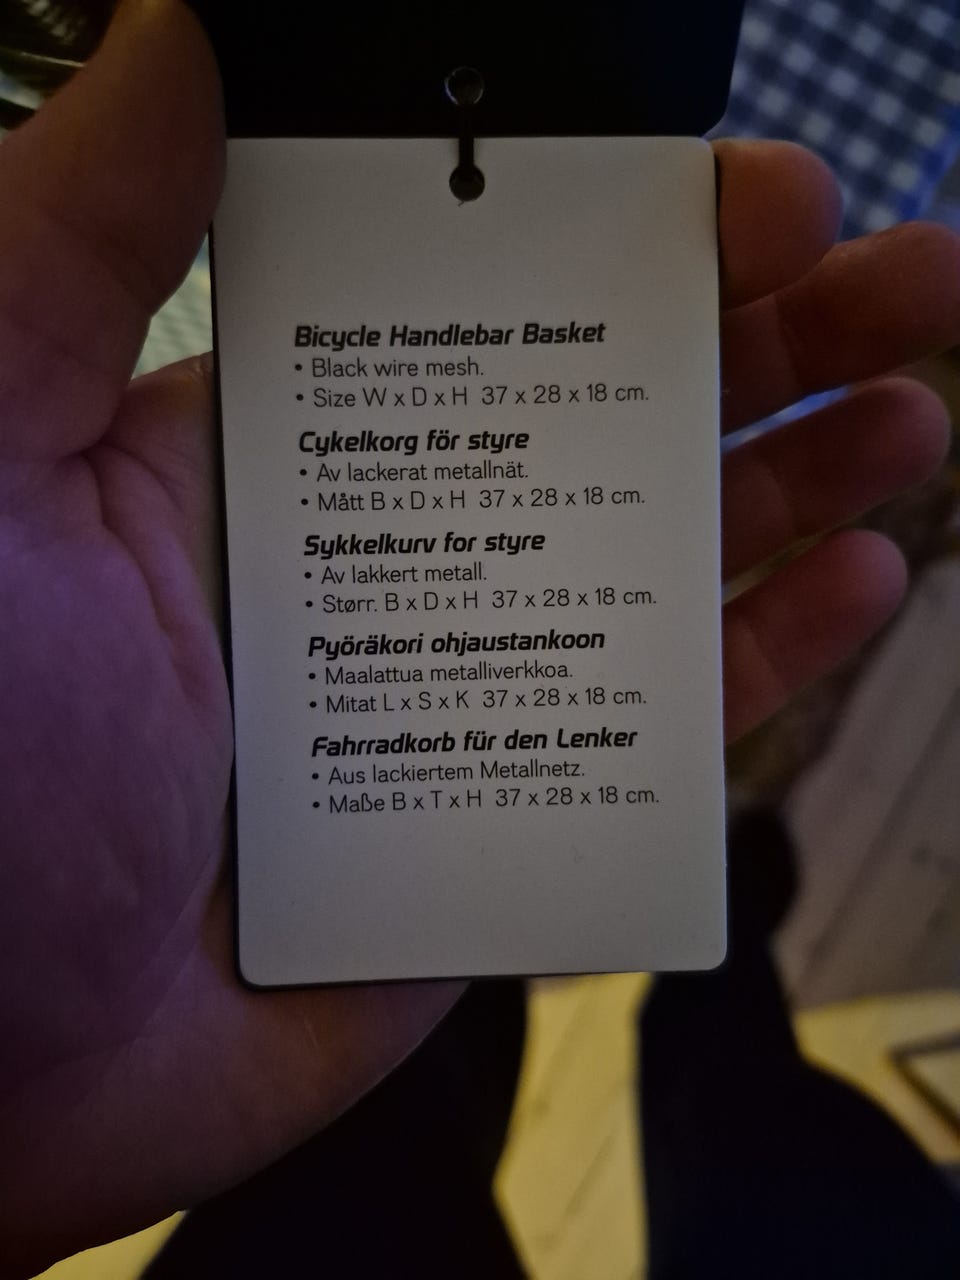 Bicycle Handlebar Basket
• Black wire mesh.
• Size W x D x H 37 x 28 x 18 cm.
Cykelkorg för styre
• Av lackerat metallnät.
• Mått B x D x H 37 x 28 x 18 cm.
Sykkelkurv for styre
• Av lakkert metall.
• Størr. B x D x H 37 x 28 x 18 cm.
Pyöräkori ohjaustankoon
• Maalattua metalliverkkoa.
• Mitat L x S x K 37 x 28 x 18 cm.
Fahrradkorb für den Lenker
• Aus lackiertem Metallnetz.
• Maße B x T x H 37 x 28 x 18 cm.